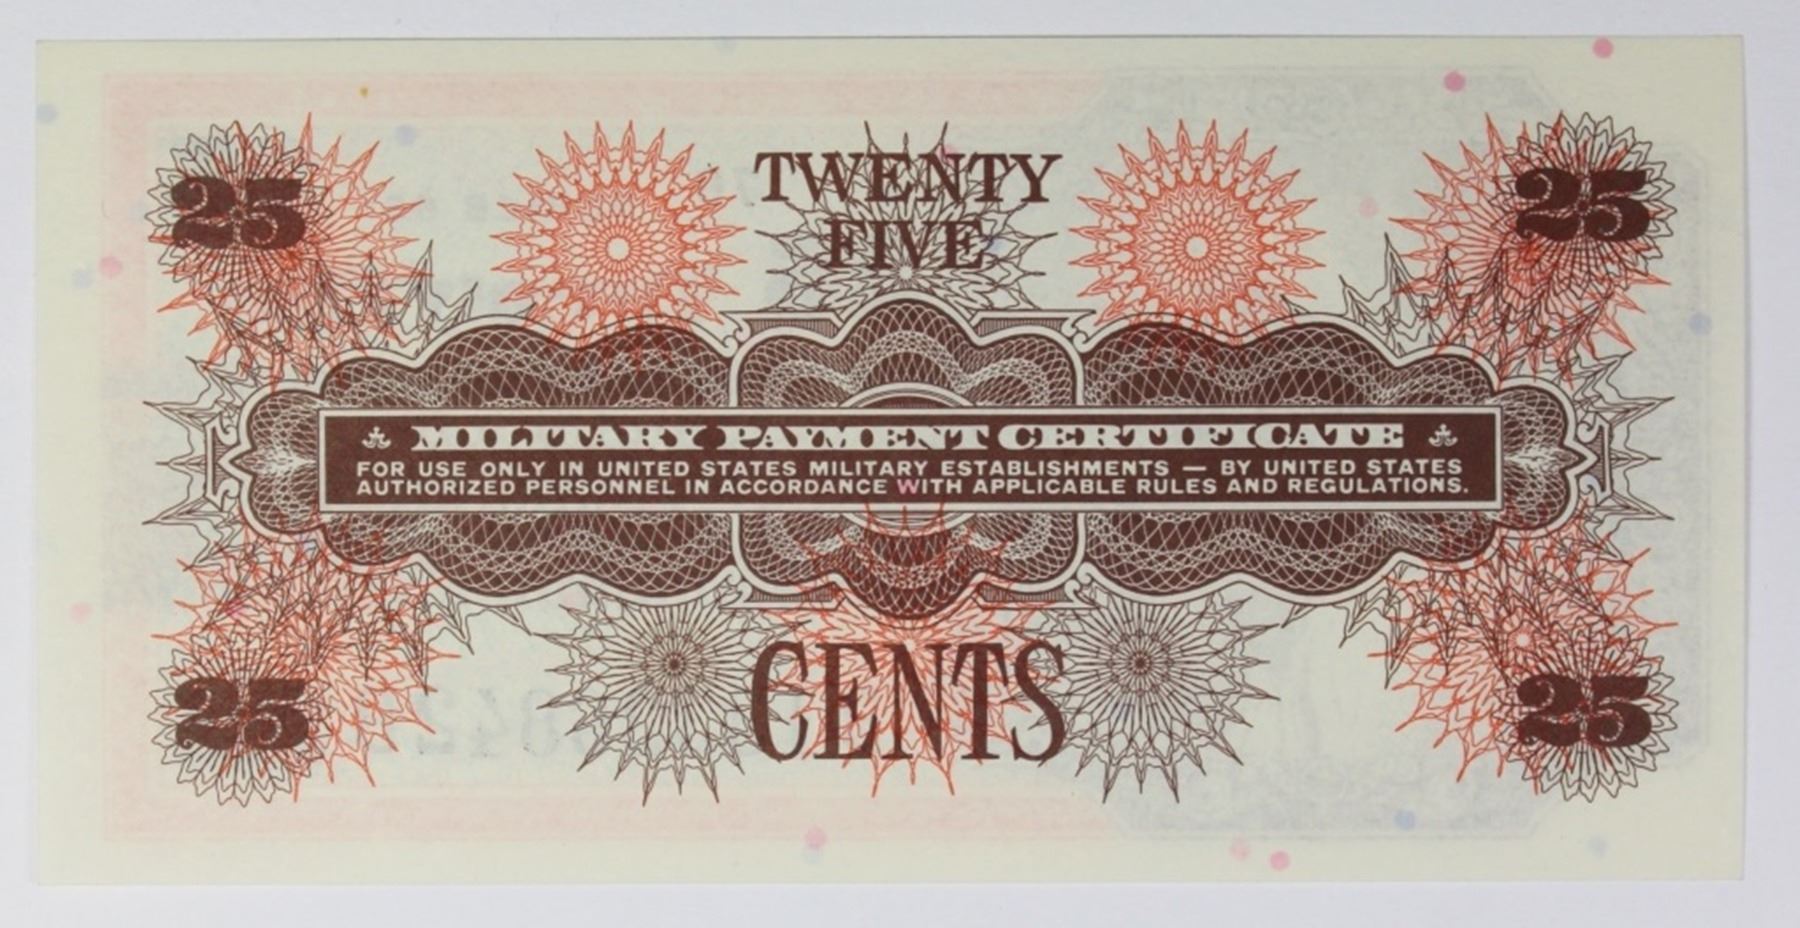 25 TWENTY 25
FIVE
MILITARY PAYMENT CERTIFICATE
FOR USE ONLY IN UNITED STATES MILITARY ESTABLISHMENTS — BY UNITED STATES
AUTHORIZED PERSONNEL IN ACCORDANCE WITH APPLICABLE RULES AND REGULATIONS.
25 CENTS 25